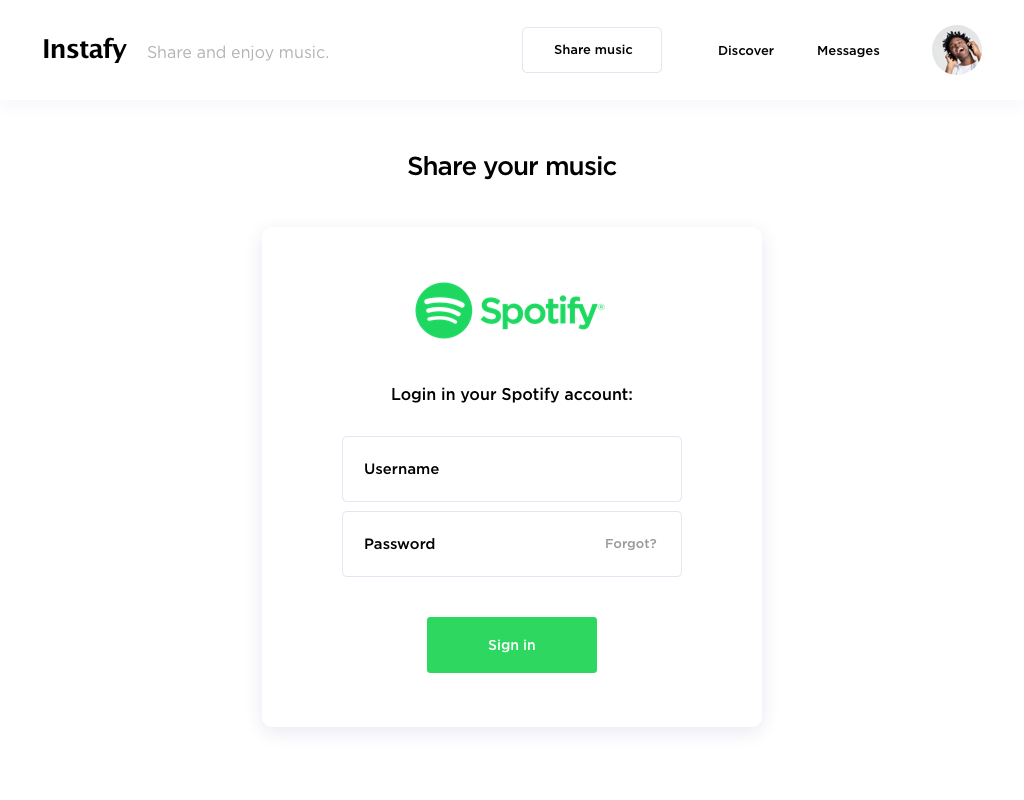 Instafy Share and enjoy music. Share music Discover Messages
Share your music
Spotify®
Login in your Spotify account:
Username
Password Forgot?
Sign in